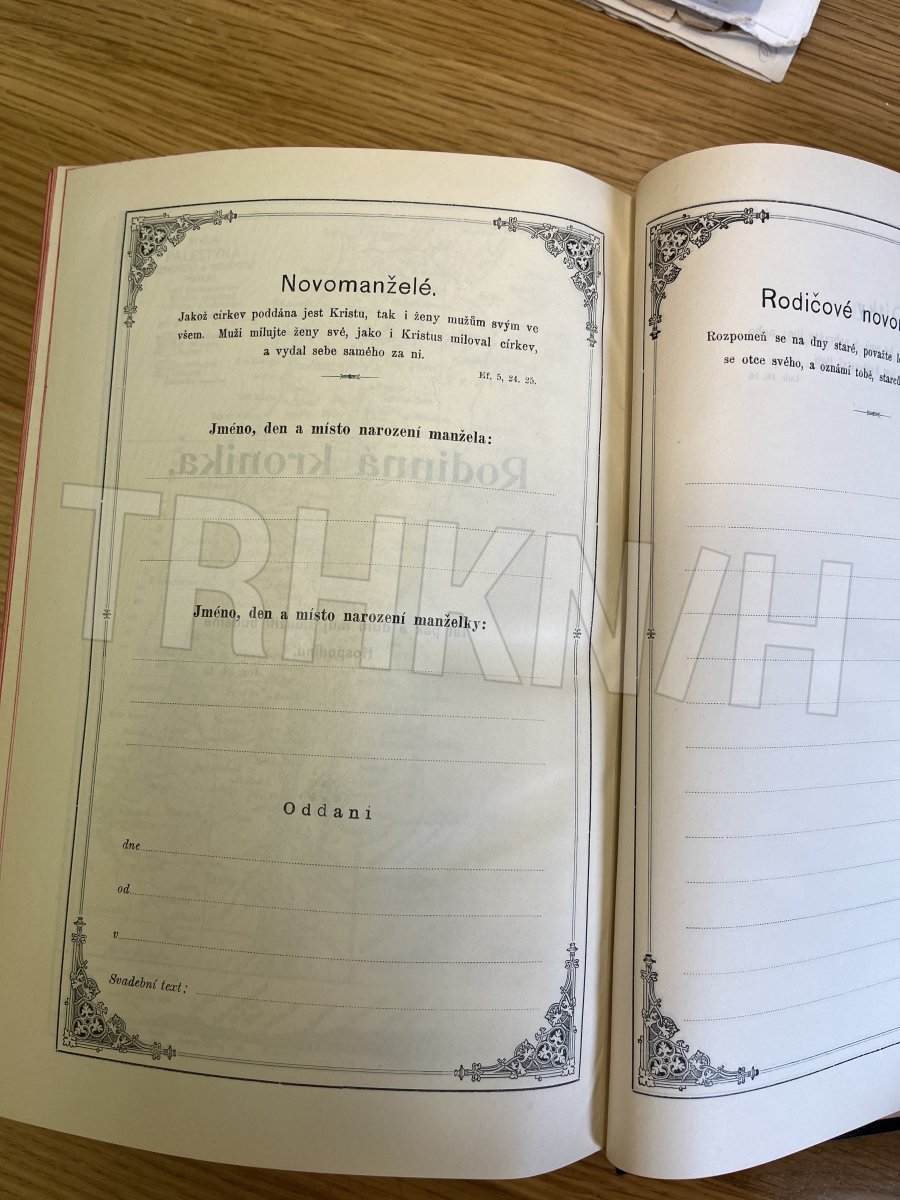 Novomanželé.
Jakož církev poddána jest Kristu, tak i ženy mužům svým ve
všem. Muži milujte ženy své, jako i Kristus miloval církev,
a vydal sebe samého za ni.
Ef. 5, 24. 25.
Jméno, den a místo narození manžela:
Jméno, den a místo narození manželky:
Oddaní
dne
od
v
Svadební text:
Rodičové novo
Rozpomeň se na dny staré, považte l
se otce svého, a oznámí tobě, starců
TRHKNIH
Rodinná kronika.